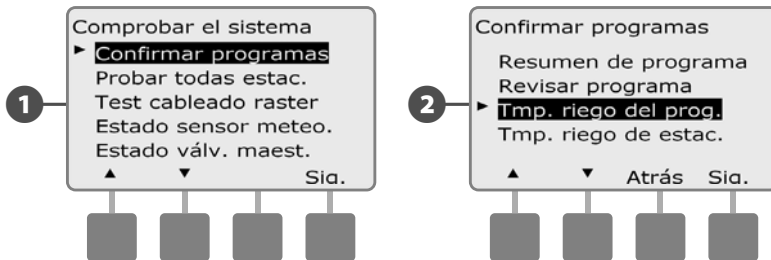 Comprobar el sistema
Confirmar programas
Probar todas estac.
Test cableado raster
Estado sensor meteo.
Estado válv. maest.
Sig.
1
Confirmar programas
Resumen de programa
Revisar programa
Tmp. riego del prog.
Tmp. riego de estac.
Atrás Sig.
2